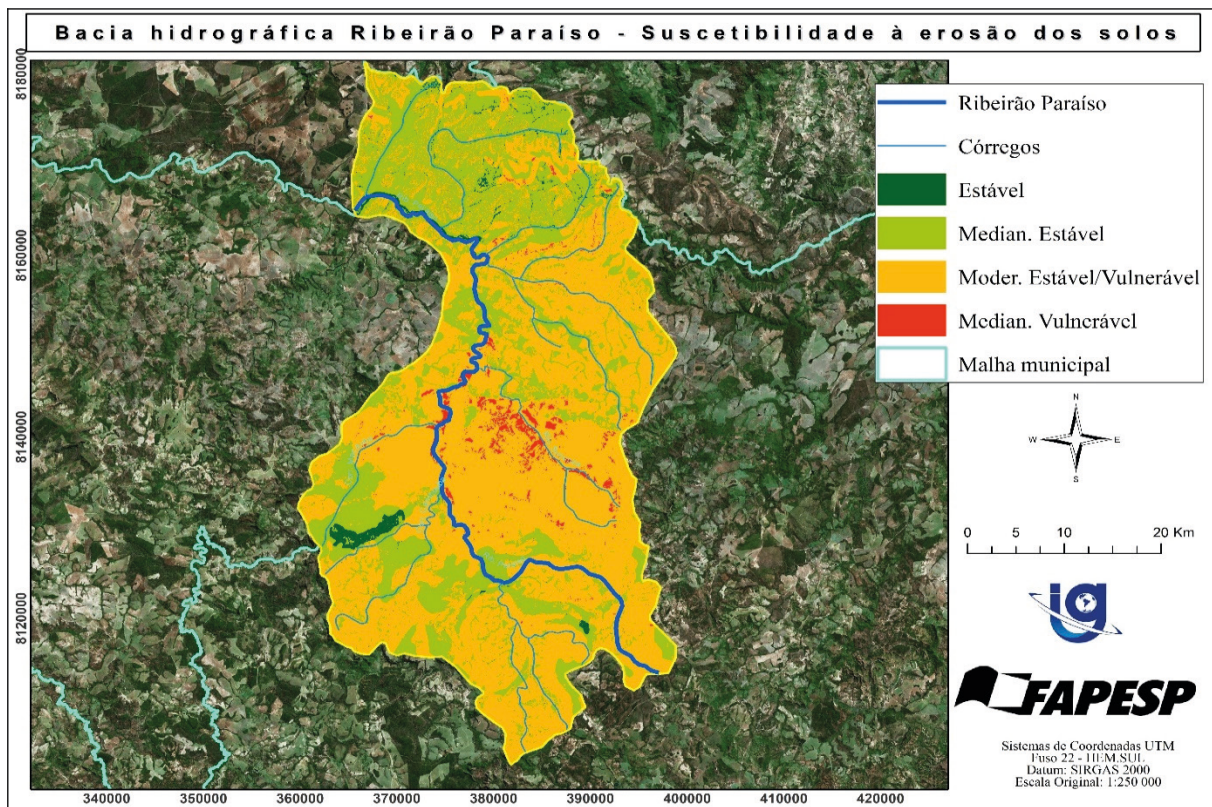 Bacia hidrográfica Ribeirão Paraíso - Suscetibilidade à erosão dos solos
8180000
8160000
8140000
8120000
340000 350000 360000 370000 380000 390000 400000 410000 420000
Ribeirão Paraíso
Córregos
Estável
Median. Estável
Moder. Estável/Vulnerável
Median. Vulnerável
Malha municipal
N
W E
S
0 5 10 20 Km
ig
FAPESP
Sistemas de Coordenadas UTM
Fuso 22 - HEM.SUL
Datum: SIRGAS 2000
Escala Original: 1:250 000